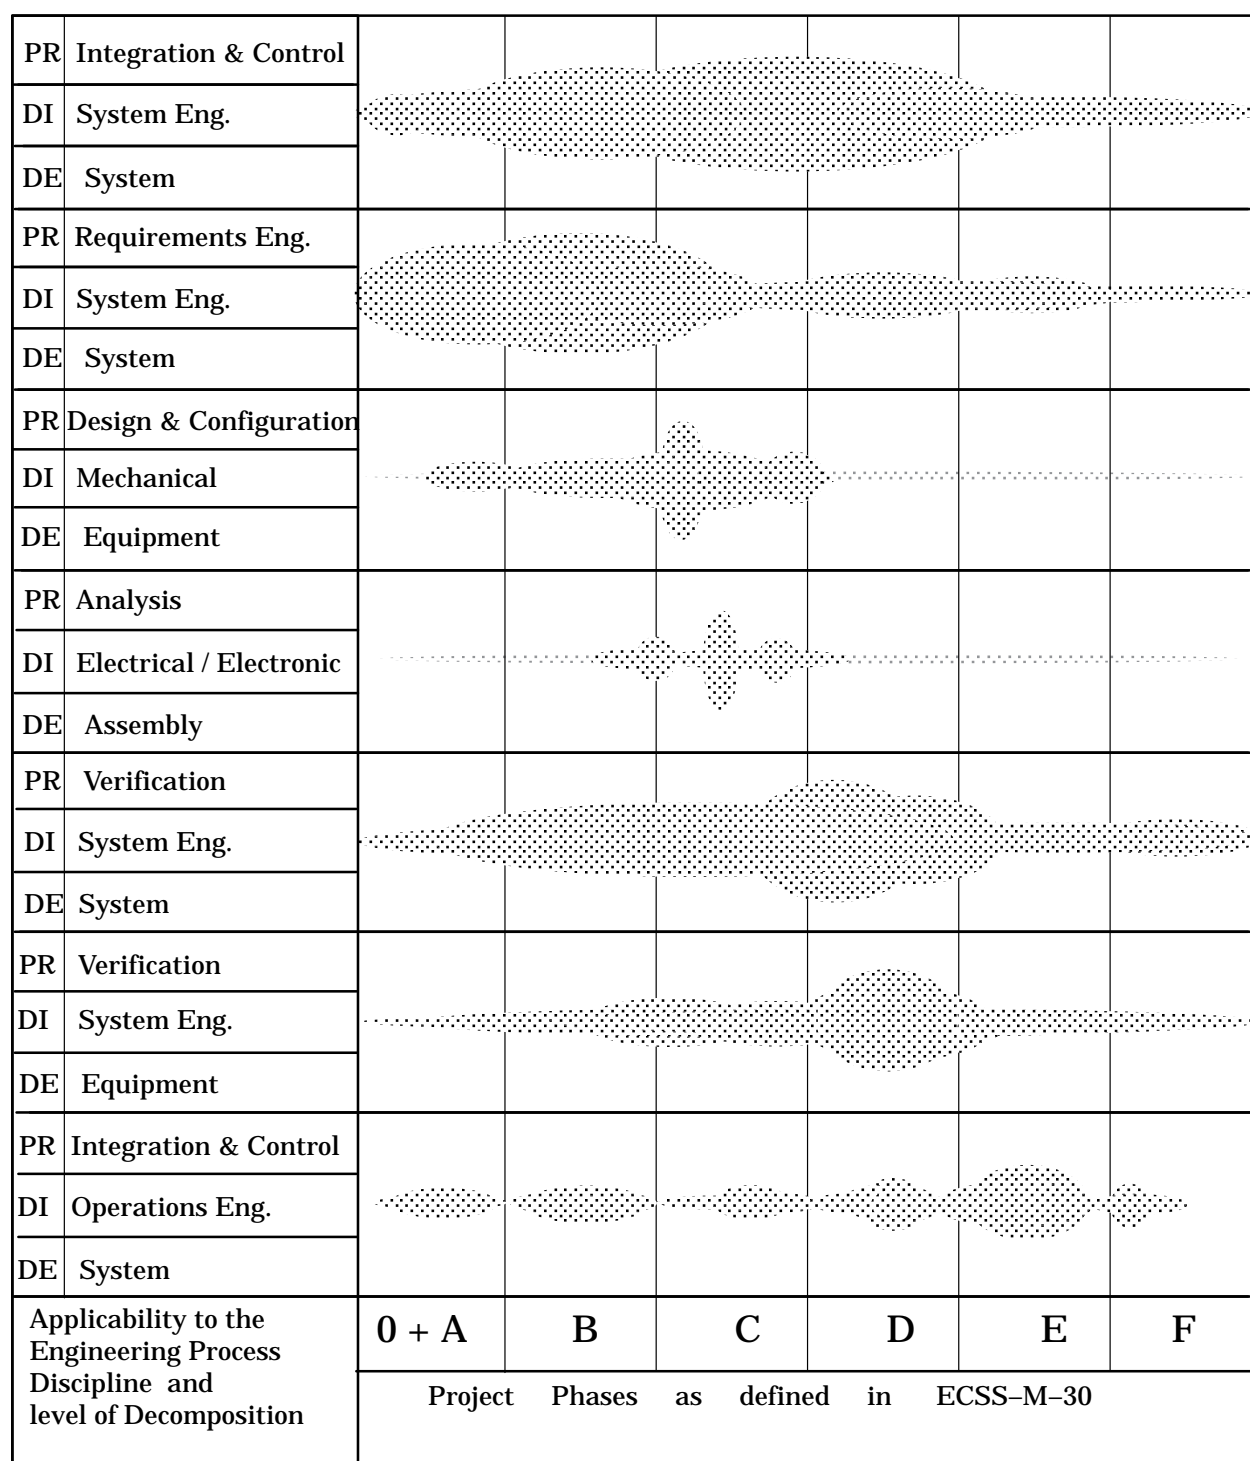 PR Integration & Control
DI System Eng.
DE System
PR Requirements Eng.
DI System Eng.
DE System
PR Design & Configuration
DI Mechanical
DE Equipment
PR Analysis
DI Electrical / Electronic
DE Assembly
PR Verification
DI System Eng.
DE System
PR Verification
DI System Eng.
DE Equipment
PR Integration & Control
DI Operations Eng.
DE System
Applicability to the
Engineering Process
Discipline and
level of Decomposition
0 + A B C D E F
Project Phases as defined in ECSS–M–30